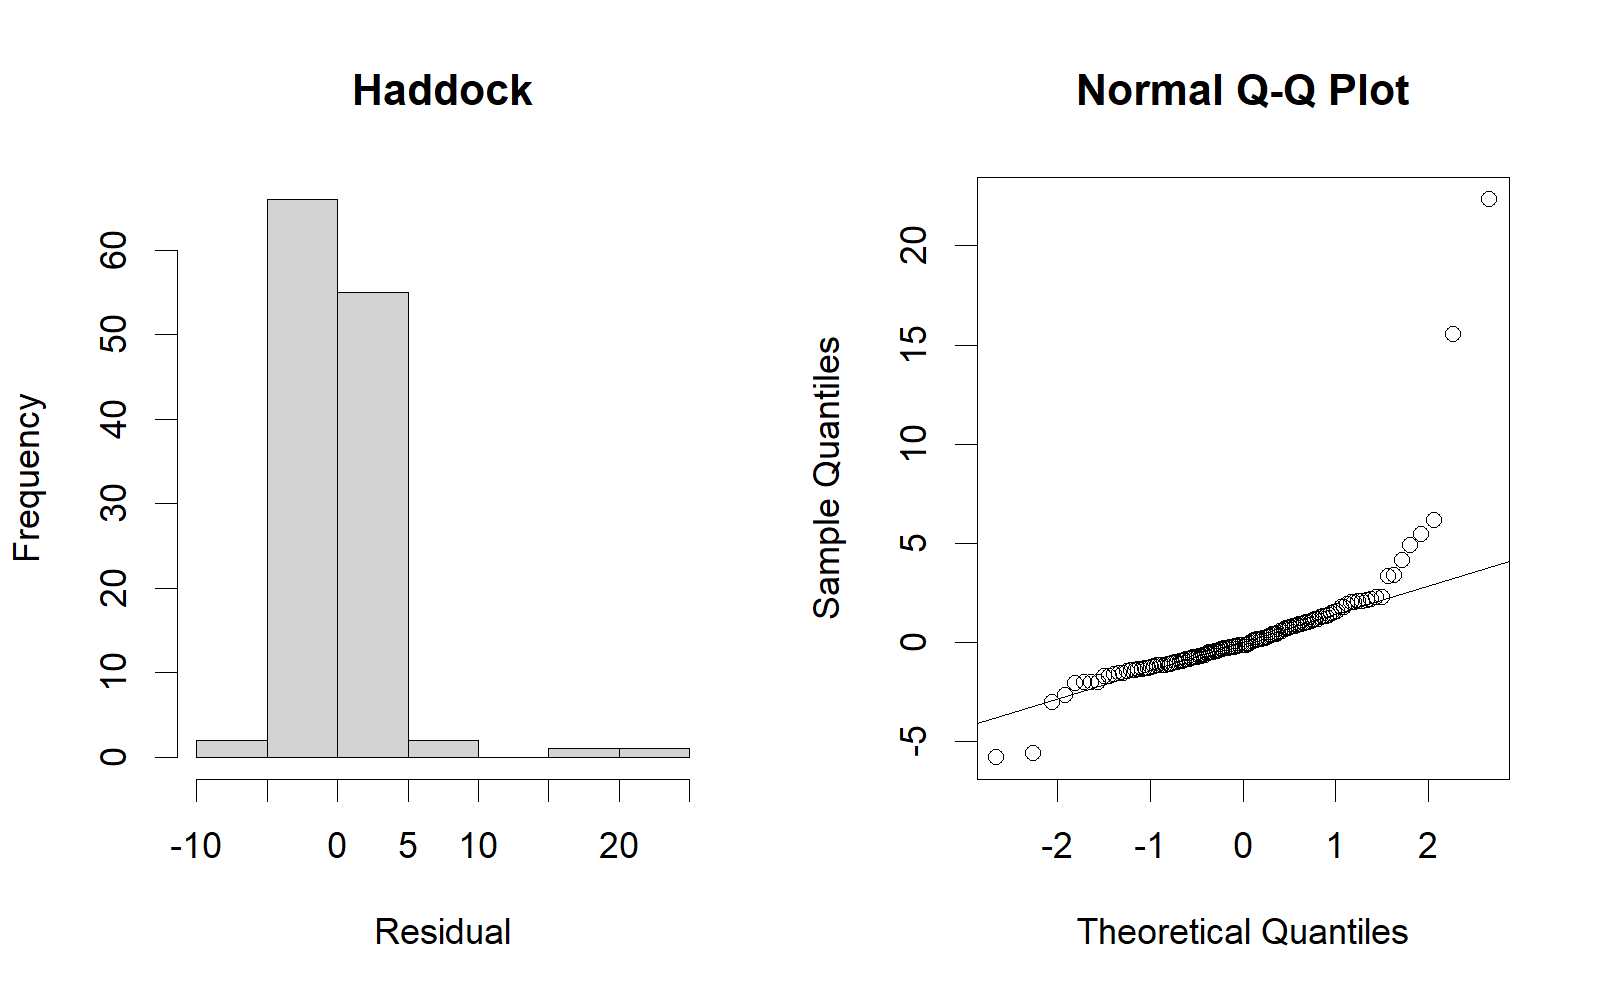 Haddock
Frequency
60
50
40
30
20
10
0
-10 0 5 10 20
Residual
Normal Q-Q Plot
Sample Quantiles
20
15
10
5
0
-5
-2 -1 0 1 2
Theoretical Quantiles